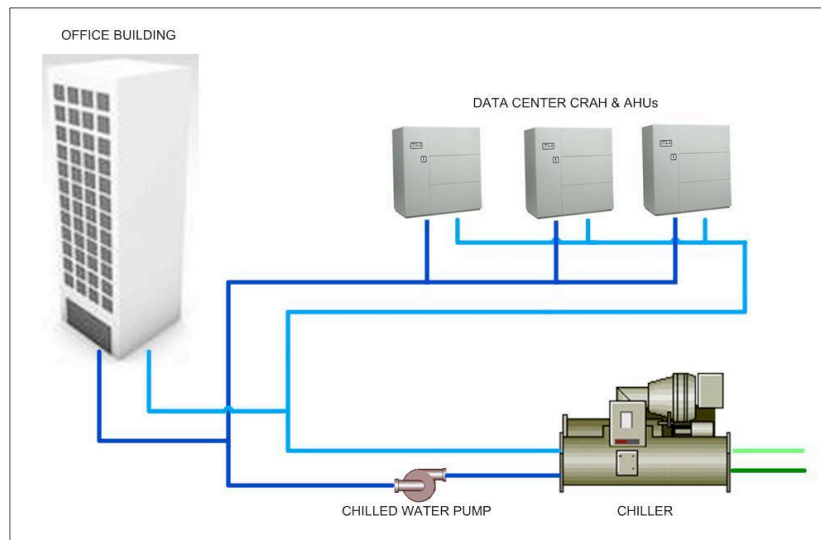 OFFICE BUILDING
DATA CENTER CRAH & AHUs
CHILLED WATER PUMP
CHILLER